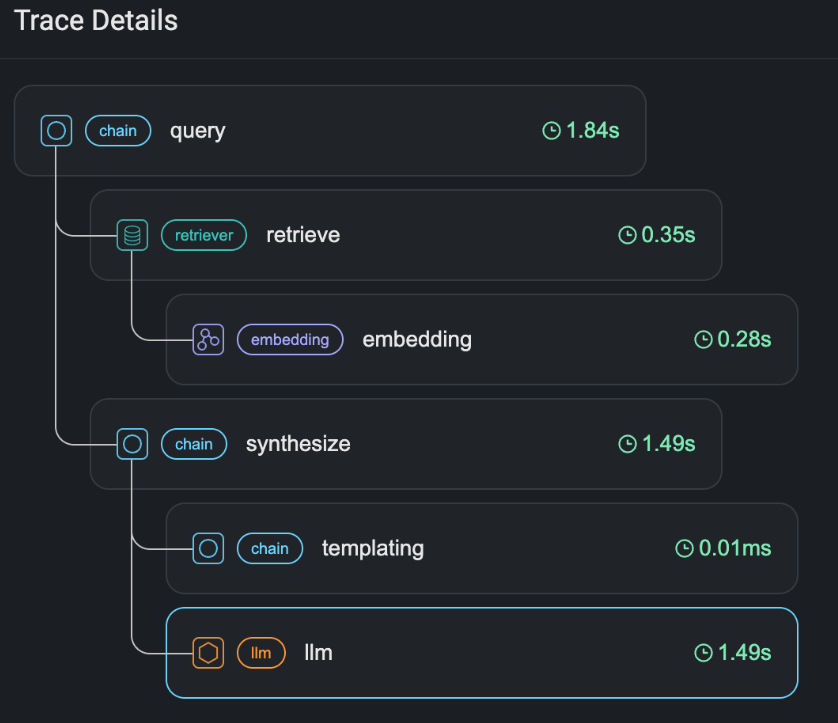 Trace Details
chain query 1.84s
retriever retrieve 0.35s
embedding embedding 0.28s
chain synthesize 1.49s
chain templating 0.01ms
llm llm 1.49s